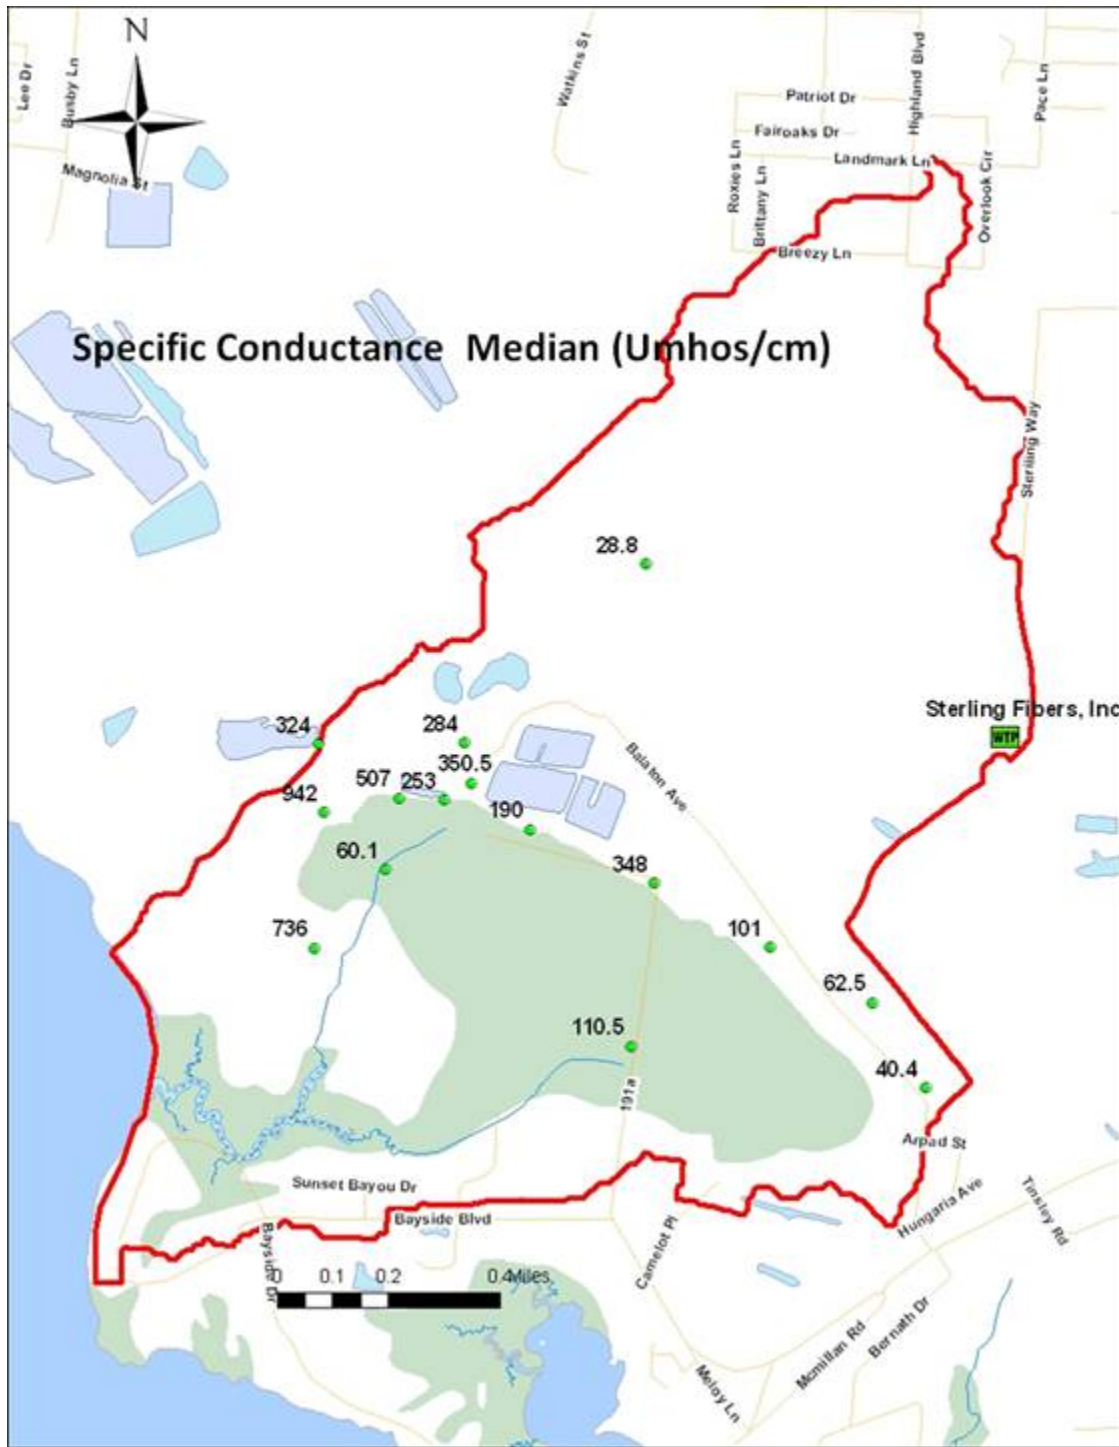 N
Lee Dr
Busby Ln
Magnolia St
Watkins St
Patriot Dr
Highland Blvd
Pace Ln
Fairoaks Dr
Landmark Ln
Roxies Ln
Brittany Ln
Overlook Cir
Breezy Ln
Specific Conductance Median (Umhos/cm)
Sterling Way
28.8
Sterling Fibers, Inc
WTP
324
284
350.5
Balaton Ave
507
253
942
190
60.1
348
736
101
62.5
110.5
40.4
191a
Arpad St
Sunset Bayou Dr
Bayside Blvd
Hungaria Ave
Tinsley Rd
Camelot Pl
Bayside Dr
0 0.1 0.2 0.4 Miles
Bernath Dr
Mcmillan Rd
Meloy Ln